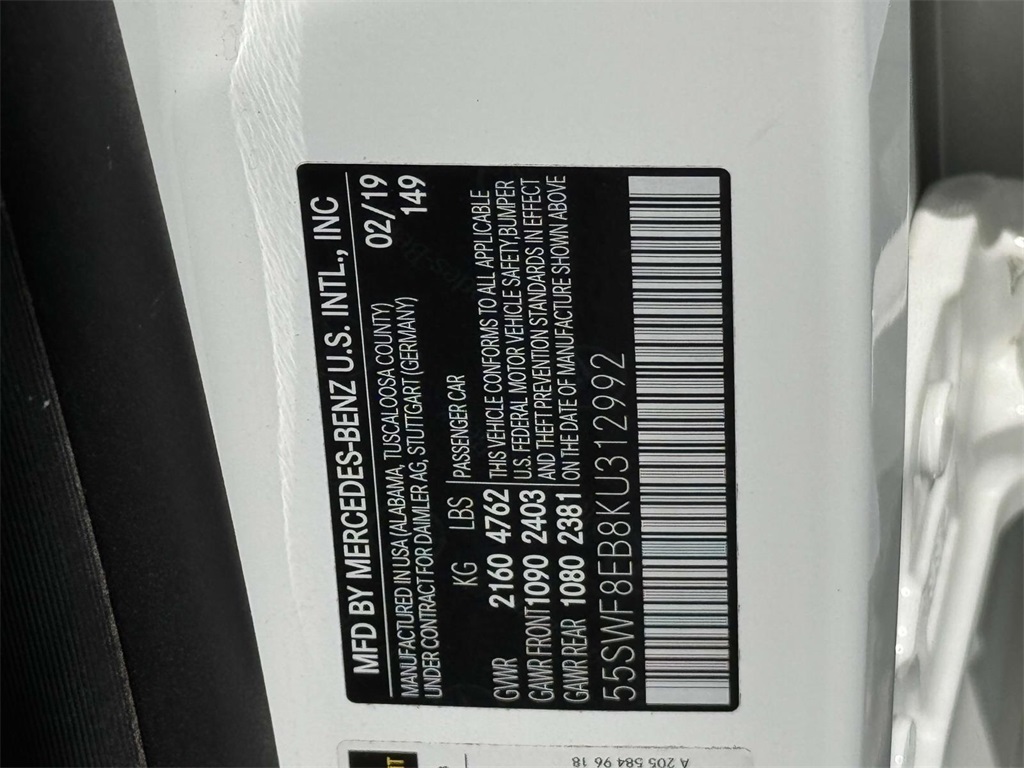 MFD BY MERCEDES-BENZ U.S. INTL., INC
MANUFACTURED IN USA (ALABAMA, TUSCALOOSA COUNTY) 02/19
UNDER CONTRACT FOR DAIMLER AG, STUTTGART (GERMANY) 149
KG LBS PASSENGER CAR
GVWR 2160 4762 THIS VEHICLE CONFORMS TO ALL APPLICABLE
GAWR FRONT 1090 2403 U.S. FEDERAL MOTOR VEHICLE SAFETY, BUMPER
AND THEFT PREVENTION STANDARDS IN EFFECT
GAWR REAR 1080 2381 ON THE DATE OF MANUFACTURE SHOWN ABOVE
55SWF8EB8KU312992
A 205 584 96 18